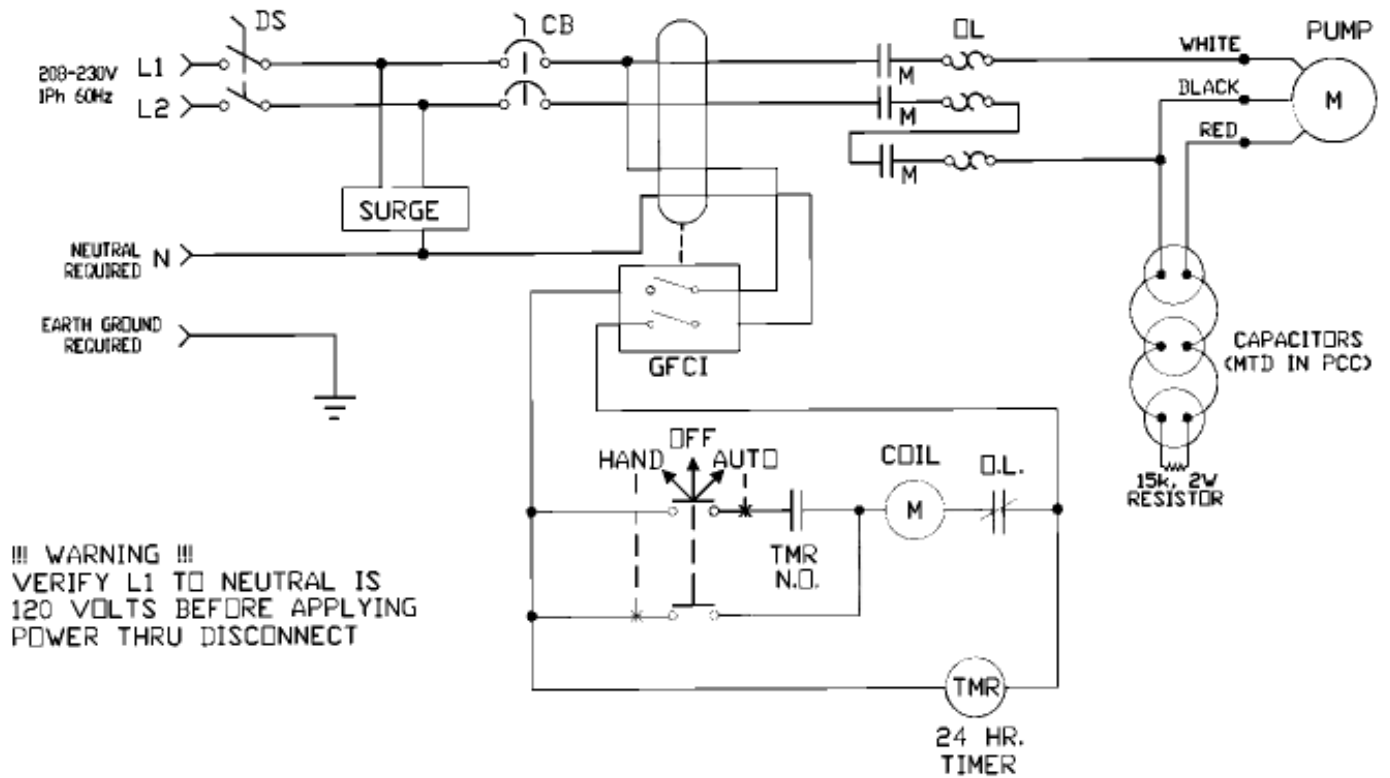 DS
CB
OL
PUMP
208-230V
1Ph 60Hz
L1
L2
M
M
M
WHITE
BLACK
RED
M
SURGE
NEUTRAL
REQUIRED
N
EARTH GROUND
REQUIRED
GFCI
CAPACITORS
(MTD IN PCC)
15k, 2W
RESISTOR
HAND
OFF
AUTO
COIL
O.L.
M
TMR
N.O.
!!! WARNING !!!
VERIFY L1 TO NEUTRAL IS
120 VOLTS BEFORE APPLYING
POWER THRU DISCONNECT
TMR
24 HR.
TIMER